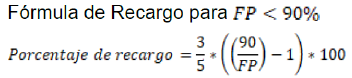 Fórmula de Recargo para FP < 90%
Porcentaje de recargo = 3/5 * ((90/FP) − 1) * 100